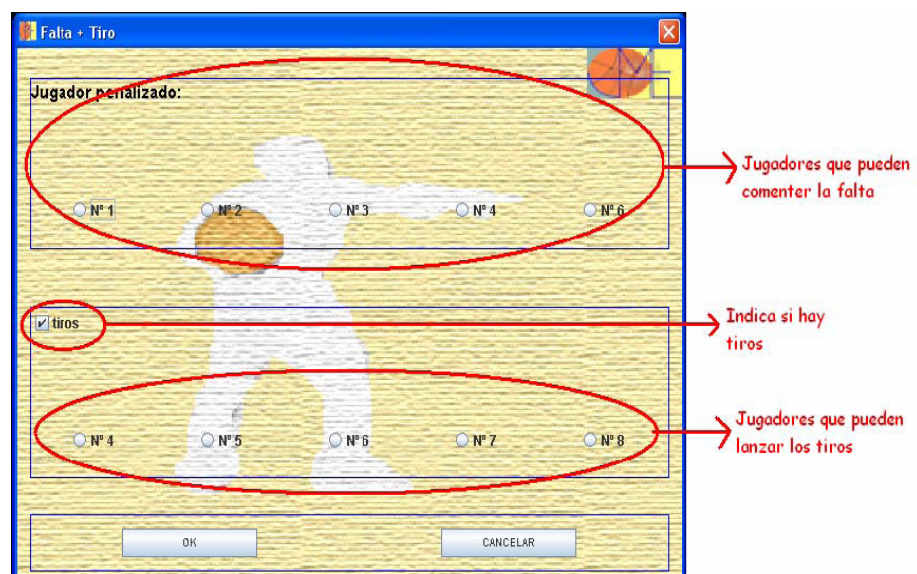 Falta + Tiro
Jugador penalizado:
Nº 1 Nº 2 Nº 3 Nº 4 Nº 6
Jugadores que pueden
comenter la falta
tiros
Indica si hay
tiros
Nº 4 Nº 5 Nº 6 Nº 7 Nº 8
Jugadores que pueden
lanzar los tiros
OK CANCELAR